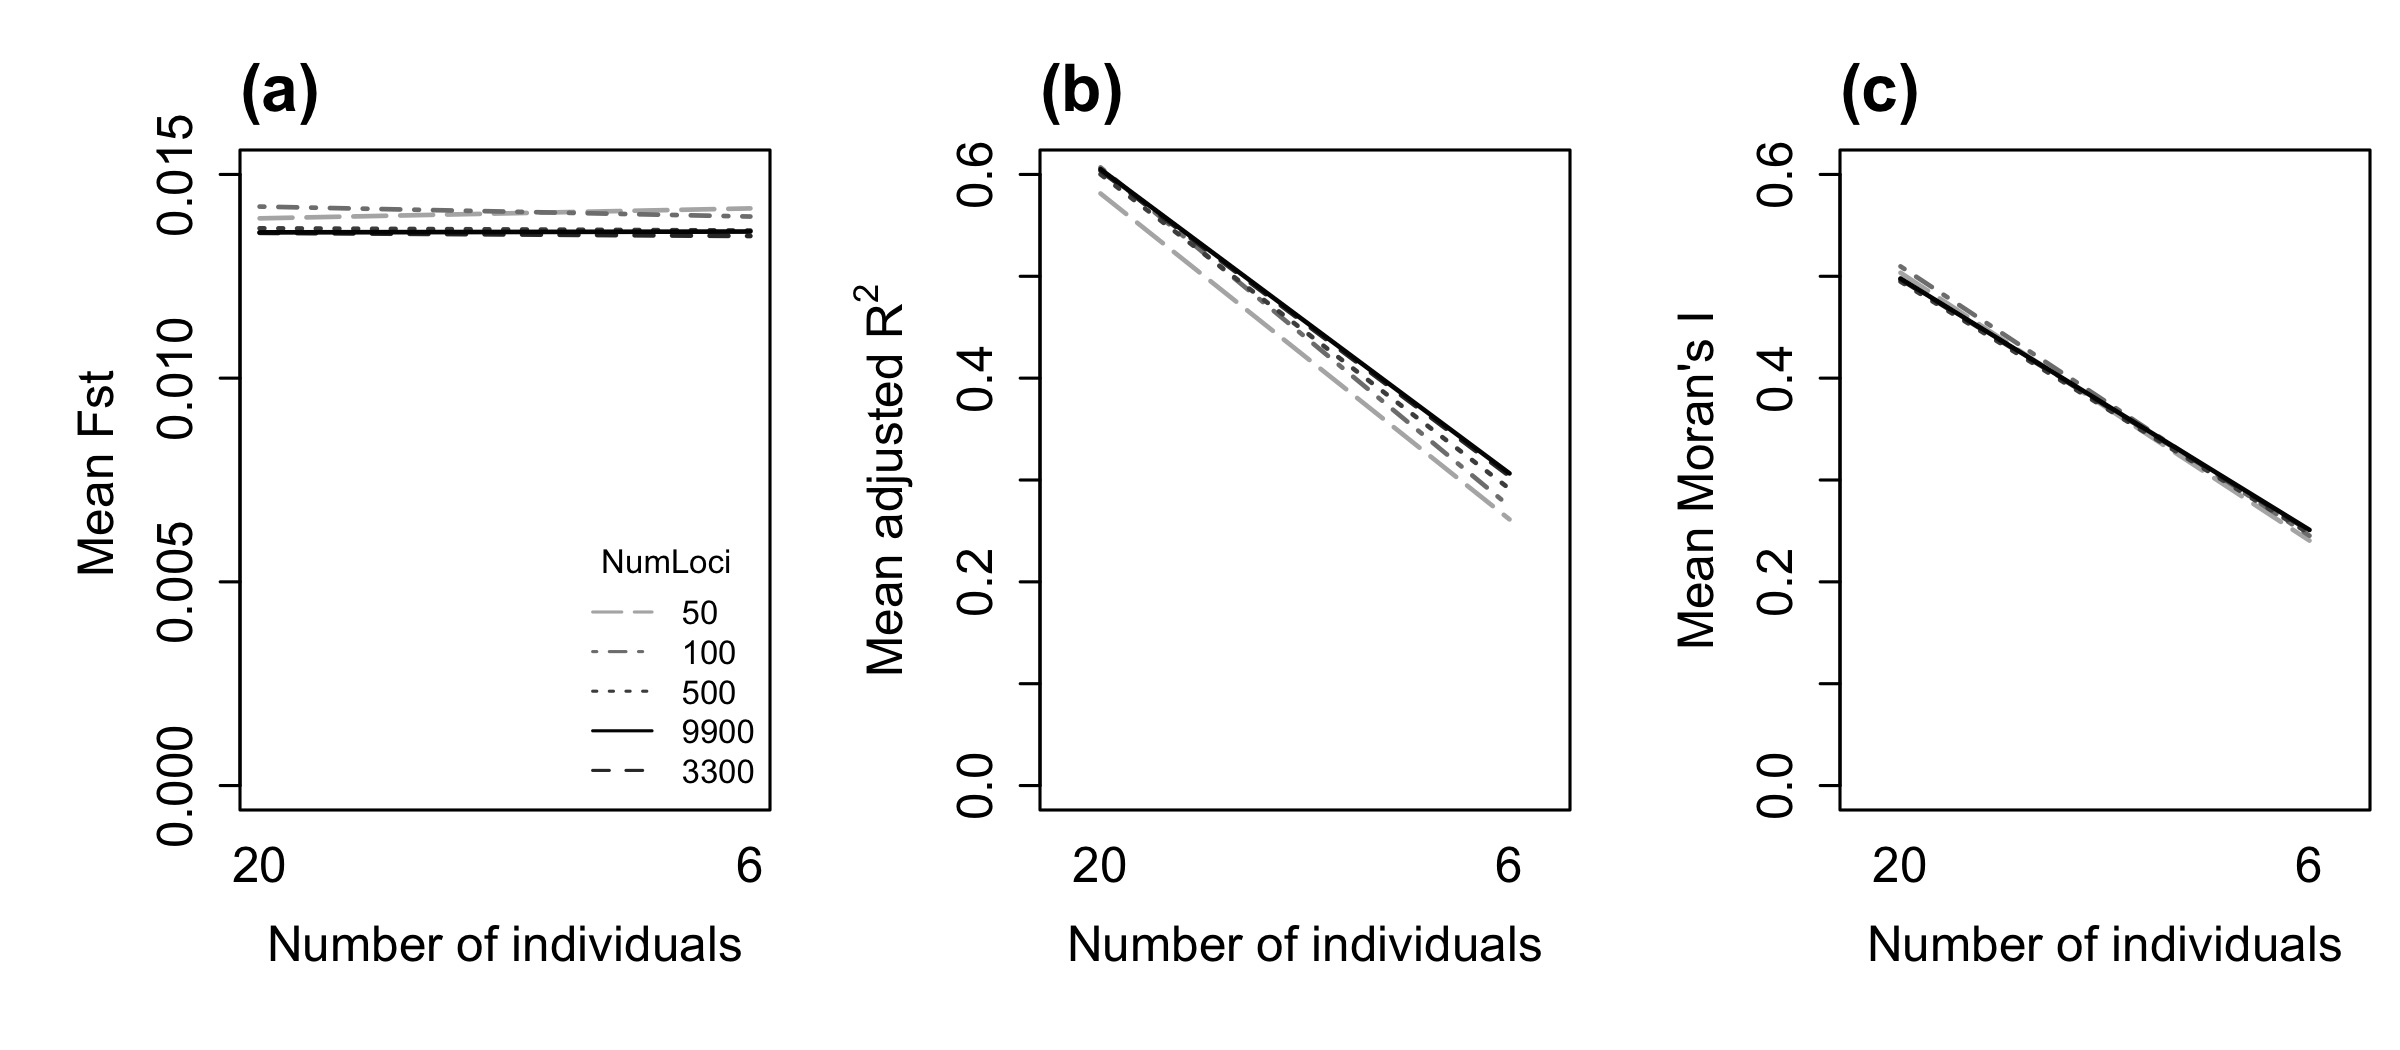 (a)
Mean Fst
0.015
0.010
0.005
0.000
NumLoci
50
100
500
9900
3300
20 6
Number of individuals
(b)
Mean adjusted R²
0.6
0.4
0.2
0.0
20 6
Number of individuals
(c)
Mean Moran's I
0.6
0.4
0.2
0.0
20 6
Number of individuals